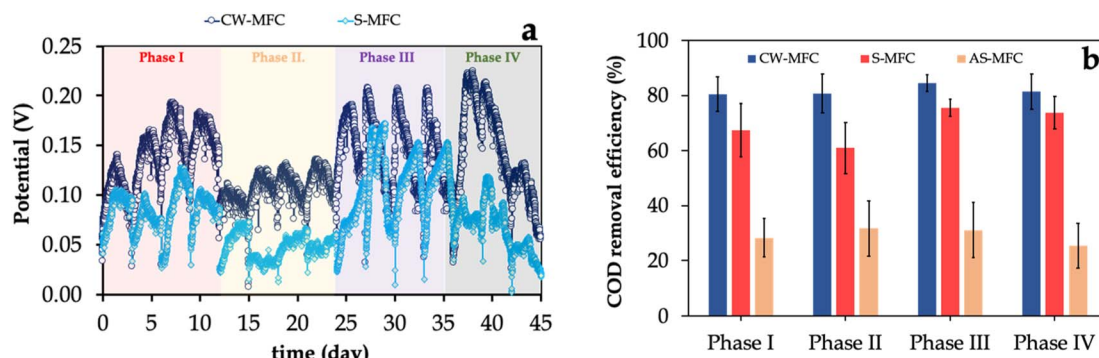 CW-MFC S-MFC
a
Phase I Phase II. Phase III Phase IV
Potential (V)
0.25
0.20
0.15
0.10
0.05
0.00
0 5 10 15 20 25 30 35 40 45
time (day)
b
CW-MFC S-MFC AS-MFC
COD removal efficiency (%)
100
80
60
40
20
0
Phase I Phase II Phase III Phase IV